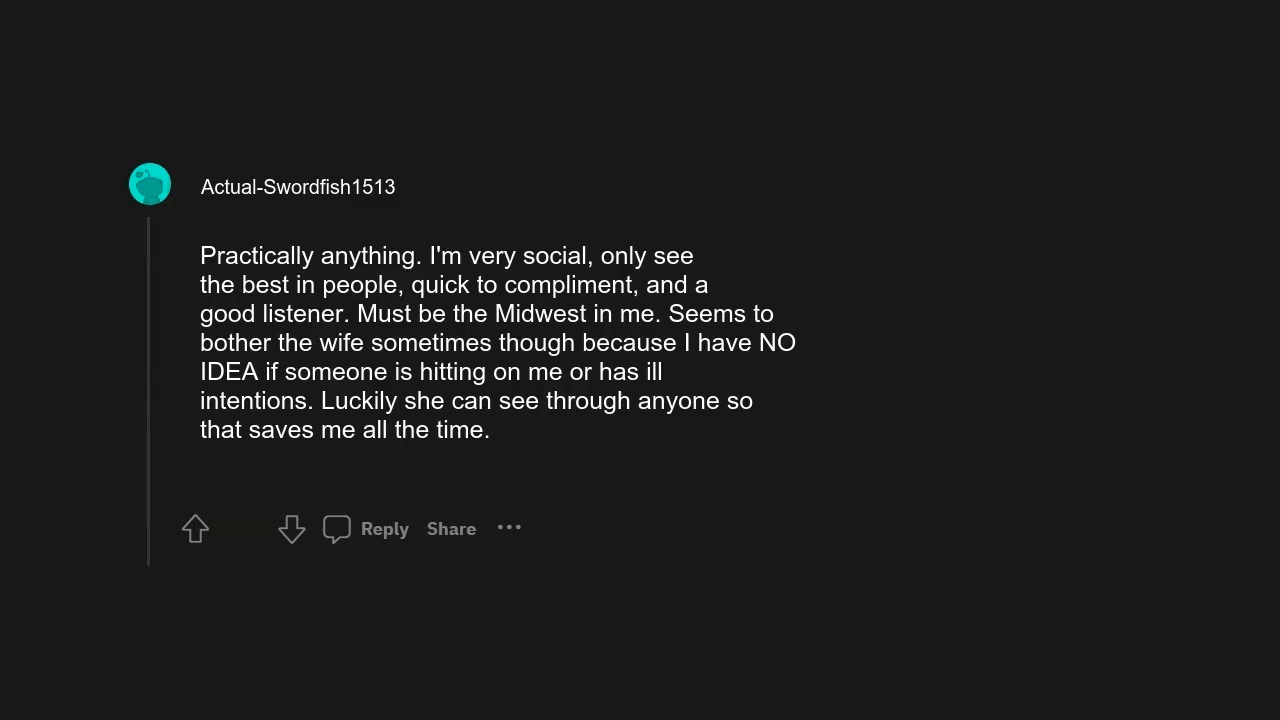 Actual-Swordfish1513
Practically anything. I'm very social, only see
the best in people, quick to compliment, and a
good listener. Must be the Midwest in me. Seems to
bother the wife sometimes though because I have NO
IDEA if someone is hitting on me or has ill
intentions. Luckily she can see through anyone so
that saves me all the time.
Reply Share